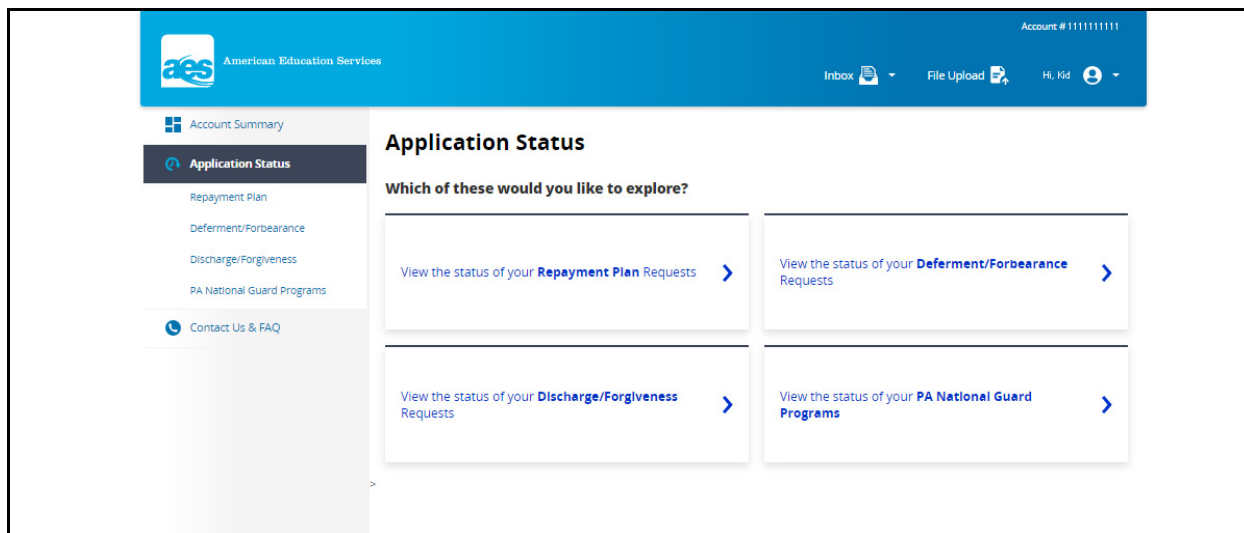 Account # 1111111111
aes
American Education Services
Inbox
File Upload
Hi, Kid
Account Summary
Application Status
Repayment Plan
Deferment/Forbearance
Discharge/Forgiveness
PA National Guard Programs
Contact Us & FAQ
Application Status
Which of these would you like to explore?
View the status of your Repayment Plan Requests
View the status of your Deferment/Forbearance
Requests
View the status of your Discharge/Forgiveness
Requests
View the status of your PA National Guard
Programs
>